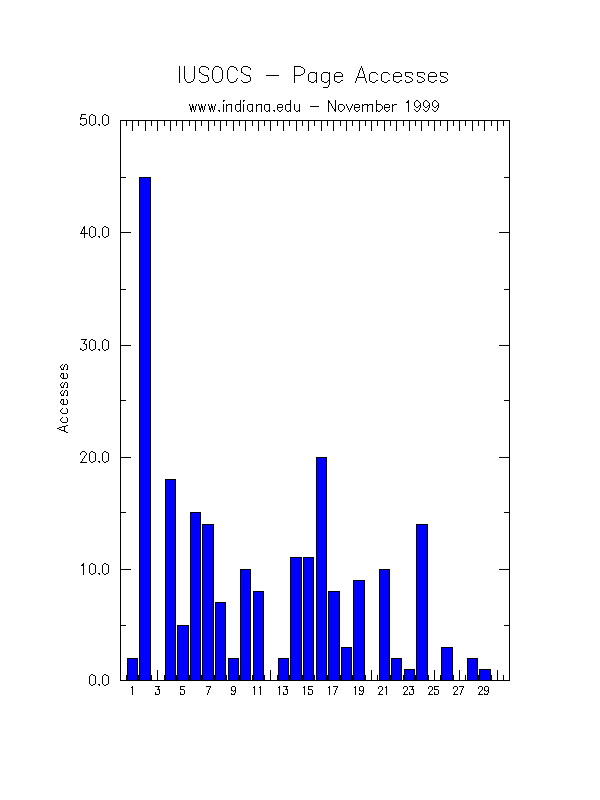 IUSOCS – Page Accesses
www.indiana.edu – November 1999
50.0
40.0
30.0
20.0
10.0
0.0
Accesses
1 3 5 7 9 11 13 15 17 19 21 23 25 27 29